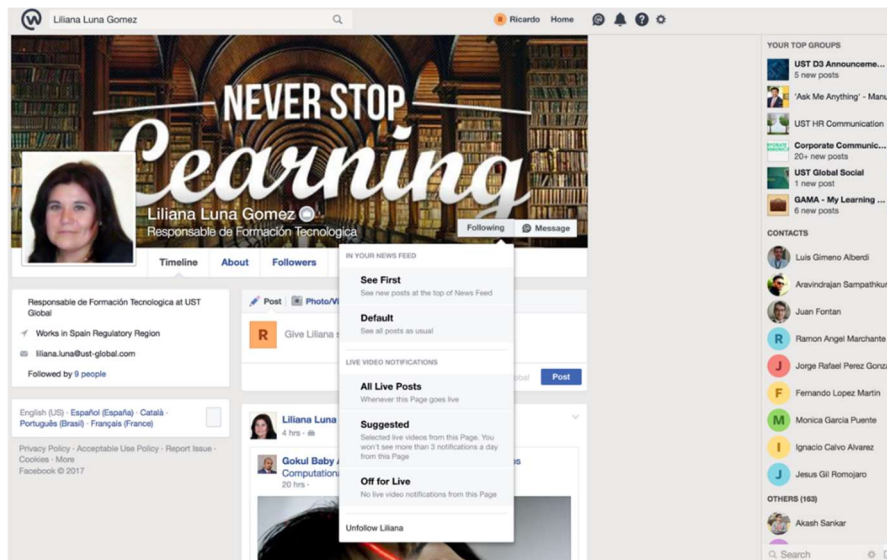 Liliana Luna Gomez
Ricardo Home
NEVER STOP
Learning
Liliana Luna Gomez
Responsable de Formación Tecnologica
Following
Message
Timeline About Followers
Responsable de Formación Tecnologica at UST
Global
Works in Spain Regulatory Region
liliana.luna@ust-global.com
Followed by 9 people
English (US) · Español (España) · Català ·
Português (Brasil) · Français (France)
Privacy Policy · Acceptable Use Policy · Report Issue ·
Cookies · More
Facebook © 2017
Post Photo/Vi
R
Give Liliana s
Post
Liliana Luna
4 hrs ·
Gokul Baby
Computation
20 hrs ·
IN YOUR NEWS FEED
See First
See new posts at the top of News Feed
Default
See all posts as usual
LIVE VIDEO NOTIFICATIONS
All Live Posts
Whenever this Page goes live
Suggested
Selected live videos from this Page. You
won't see more than 3 notifications a day
from this Page
Off for Live
No live video notifications from this Page
Unfollow Liliana
YOUR TOP GROUPS
UST D3 Announceme...
5 new posts
'Ask Me Anything' - Manu
UST HR Communication
Corporate Communic...
20+ new posts
UST Global Social
1 new post
GAMA - My Learning ...
6 new posts
CONTACTS
Luis Gimeno Alberdi
Aravindrajan Sampathkur
Juan Fontan
R Ramon Angel Marchante
J Jorge Rafael Perez Gonza
F Fernando Lopez Martin
M Monica Garcia Puente
I Ignacio Calvo Alvarez
J Jesus Gil Romojaro
OTHERS (163)
Akash Sankar
Search